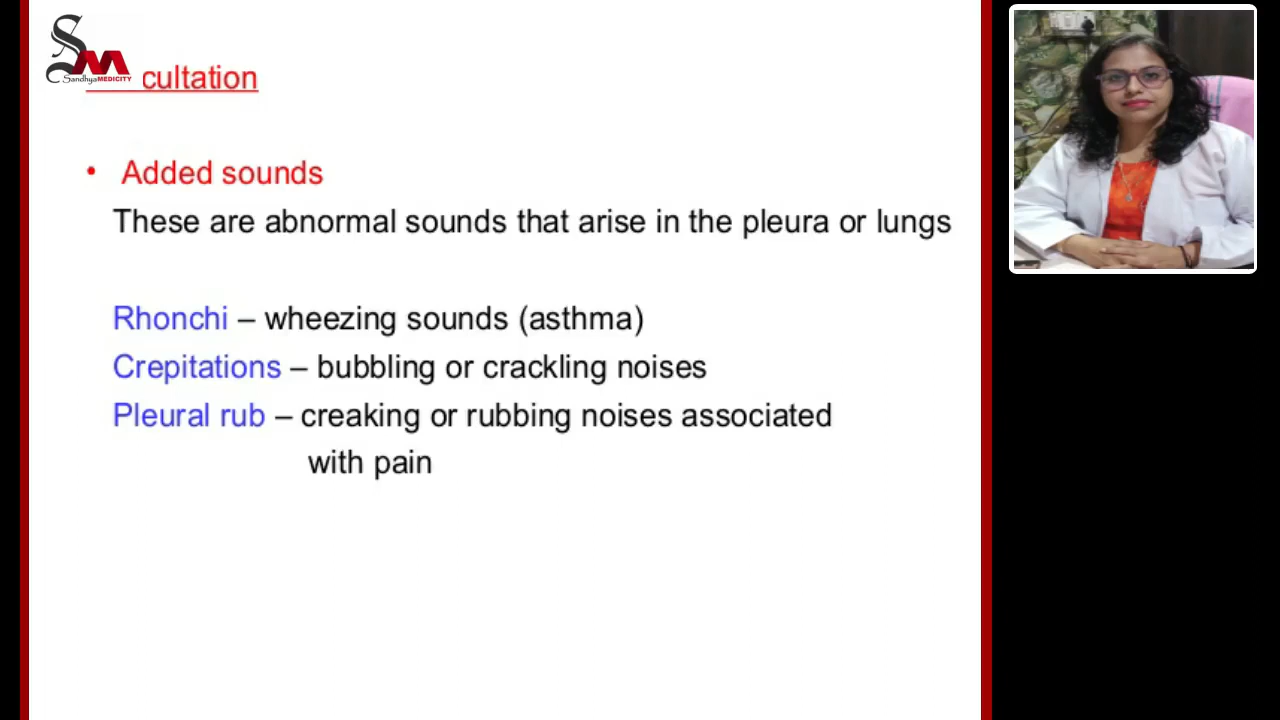 SM
SandhyaMEDICITY
cultation
• Added sounds
These are abnormal sounds that arise in the pleura or lungs
Rhonchi – wheezing sounds (asthma)
Crepitations – bubbling or crackling noises
Pleural rub – creaking or rubbing noises associated
with pain